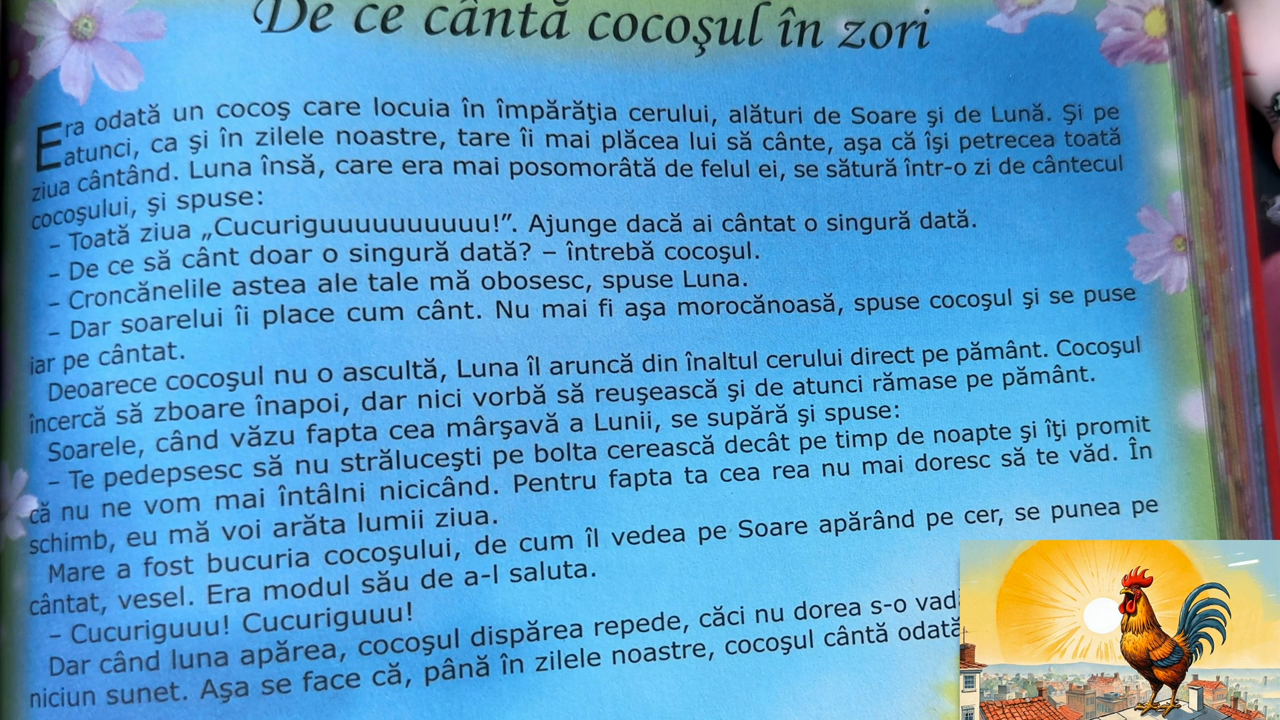 De ce cântă cocoşul în zori
Era odată un cocoş care locuia în împărăţia cerului, alături de Soare şi de Lună. Şi pe
atunci, ca şi în zilele noastre, tare îi mai plăcea lui să cânte, aşa că îşi petrecea toată
ziua cântând. Luna însă, care era mai posomorâtă de felul ei, se sătură într-o zi de cântecul
cocoşului, şi spuse:
– Toată ziua „Cucuriguuuuuuuuuu!”. Ajunge dacă ai cântat o singură dată.
– De ce să cânt doar o singură dată? – întrebă cocoşul.
– Croncănelile astea ale tale mă obosesc, spuse Luna.
– Dar soarelui îi place cum cânt. Nu mai fi aşa morocănoasă, spuse cocoşul şi se puse
iar pe cântat.
Deoarece cocoşul nu o ascultă, Luna îl aruncă din înaltul cerului direct pe pământ. Cocoşul
încercă să zboare înapoi, dar nici vorbă să reuşească şi de atunci rămase pe pământ.
Soarele, când văzu fapta cea mârşavă a Lunii, se supără şi spuse:
– Te pedepsesc să nu străluceşti pe bolta cerească decât pe timp de noapte şi îţi promit
că nu ne vom mai întâlni nicicând. Pentru fapta ta cea rea nu mai doresc să te văd. În
schimb, eu mă voi arăta lumii ziua.
Mare a fost bucuria cocoşului, de cum îl vedea pe Soare apărând pe cer, se punea pe
cântat, vesel. Era modul său de a-l saluta.
– Cucuriguuu! Cucuriguuu!
Dar când luna apărea, cocoşul dispărea repede, căci nu dorea s-o
niciun sunet. Aşa se face că, până în zilele noastre, cocoşul cântă odată